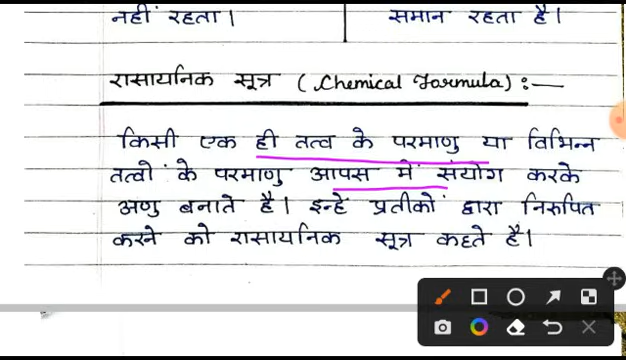 नहीं रहता।
समान रहता है।
रासायनिक सूत्र (Chemical Formula) :—
किसी एक ही तत्व के परमाणु या विभिन्न
तत्वों के परमाणु आपस में संयोग करके
अणु बनाते है। इन्हें प्रतीकों द्वारा निरुपित
करने को रासायनिक सूत्र कहते है।